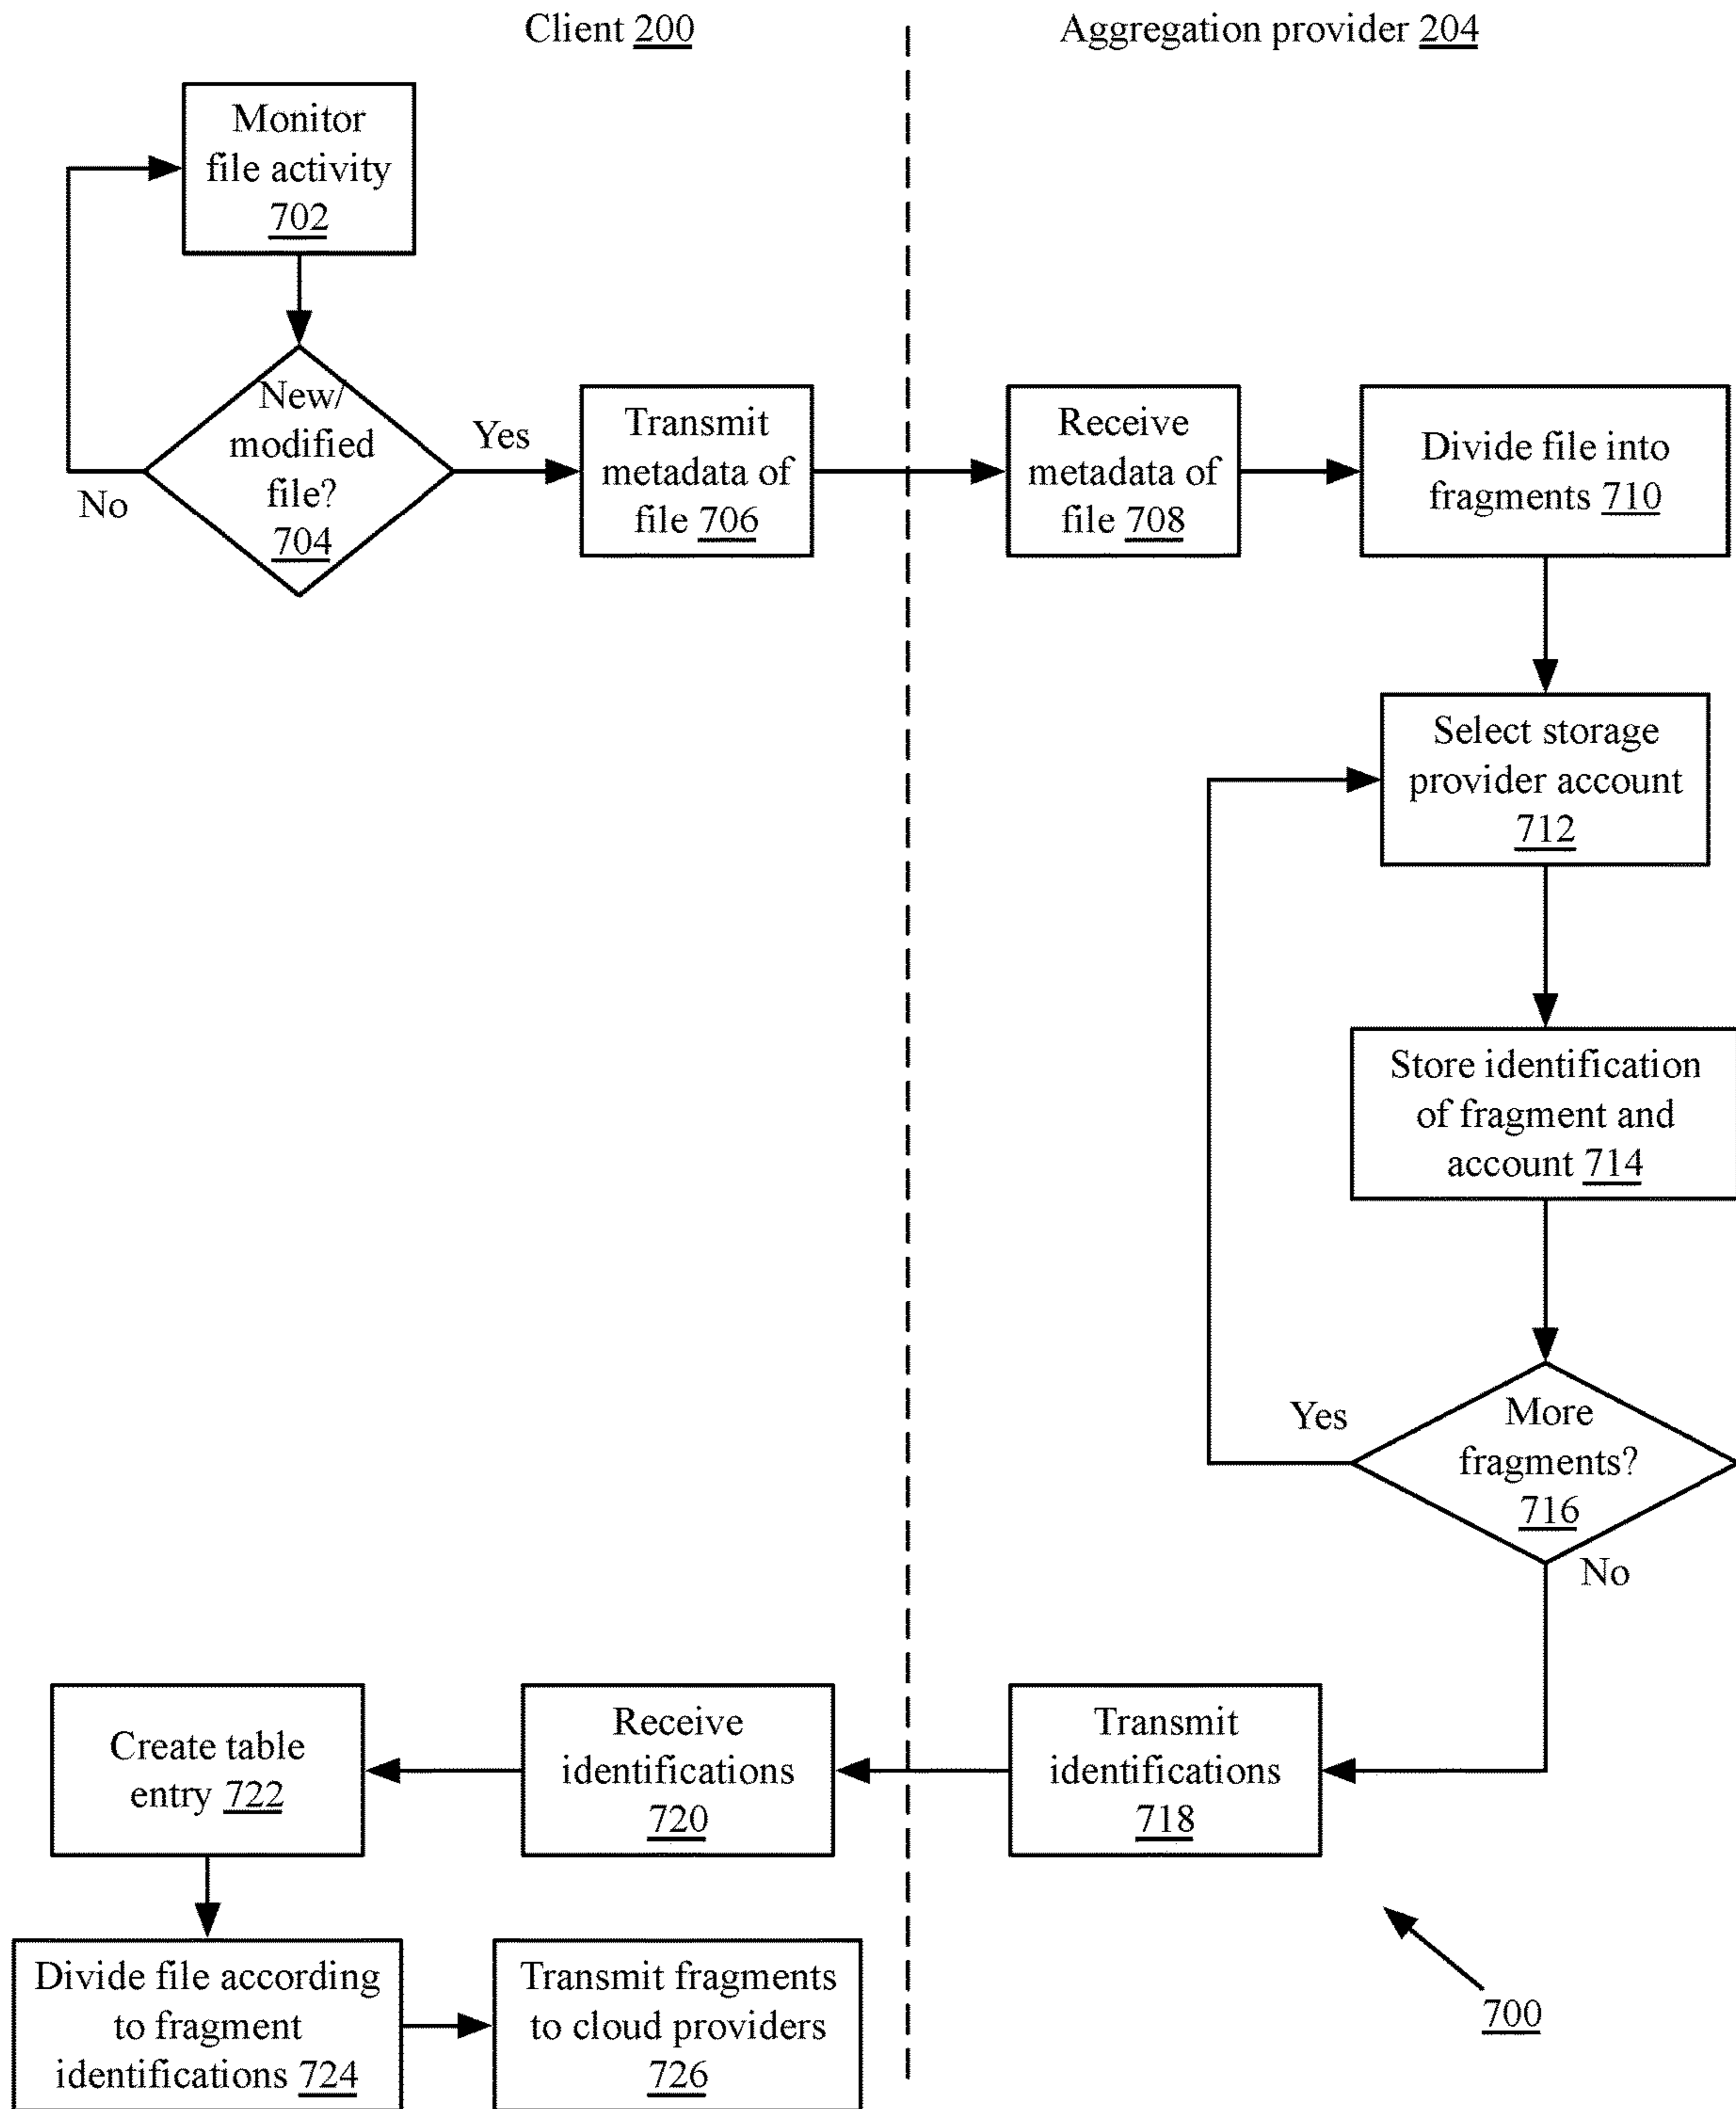 Client 200
Aggregation provider 204
Monitor
file activity
702
New/
modified
file?
704
No
Yes
Transmit
metadata of
file 706
Receive
metadata of
file 708
Divide file into
fragments 710
Select storage
provider account
712
Store identification
of fragment and
account 714
More
fragments?
716
Yes
No
Transmit
identifications
718
Receive
identifications
720
Create table
entry 722
Divide file according
to fragment
identifications 724
Transmit fragments
to cloud providers
726
700